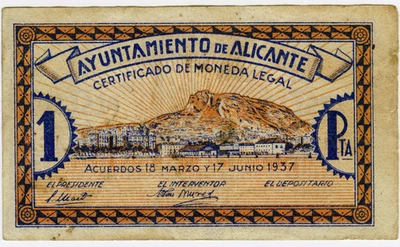 AYUNTAMIENTO DE ALICANTE
CERTIFICADO DE MONEDA LEGAL
1 PTA
ACUERDOS 18 MARZO Y 17 JUNIO 1937
EL PRESIDENTE EL INTERVENTOR EL DEPOSITARIO